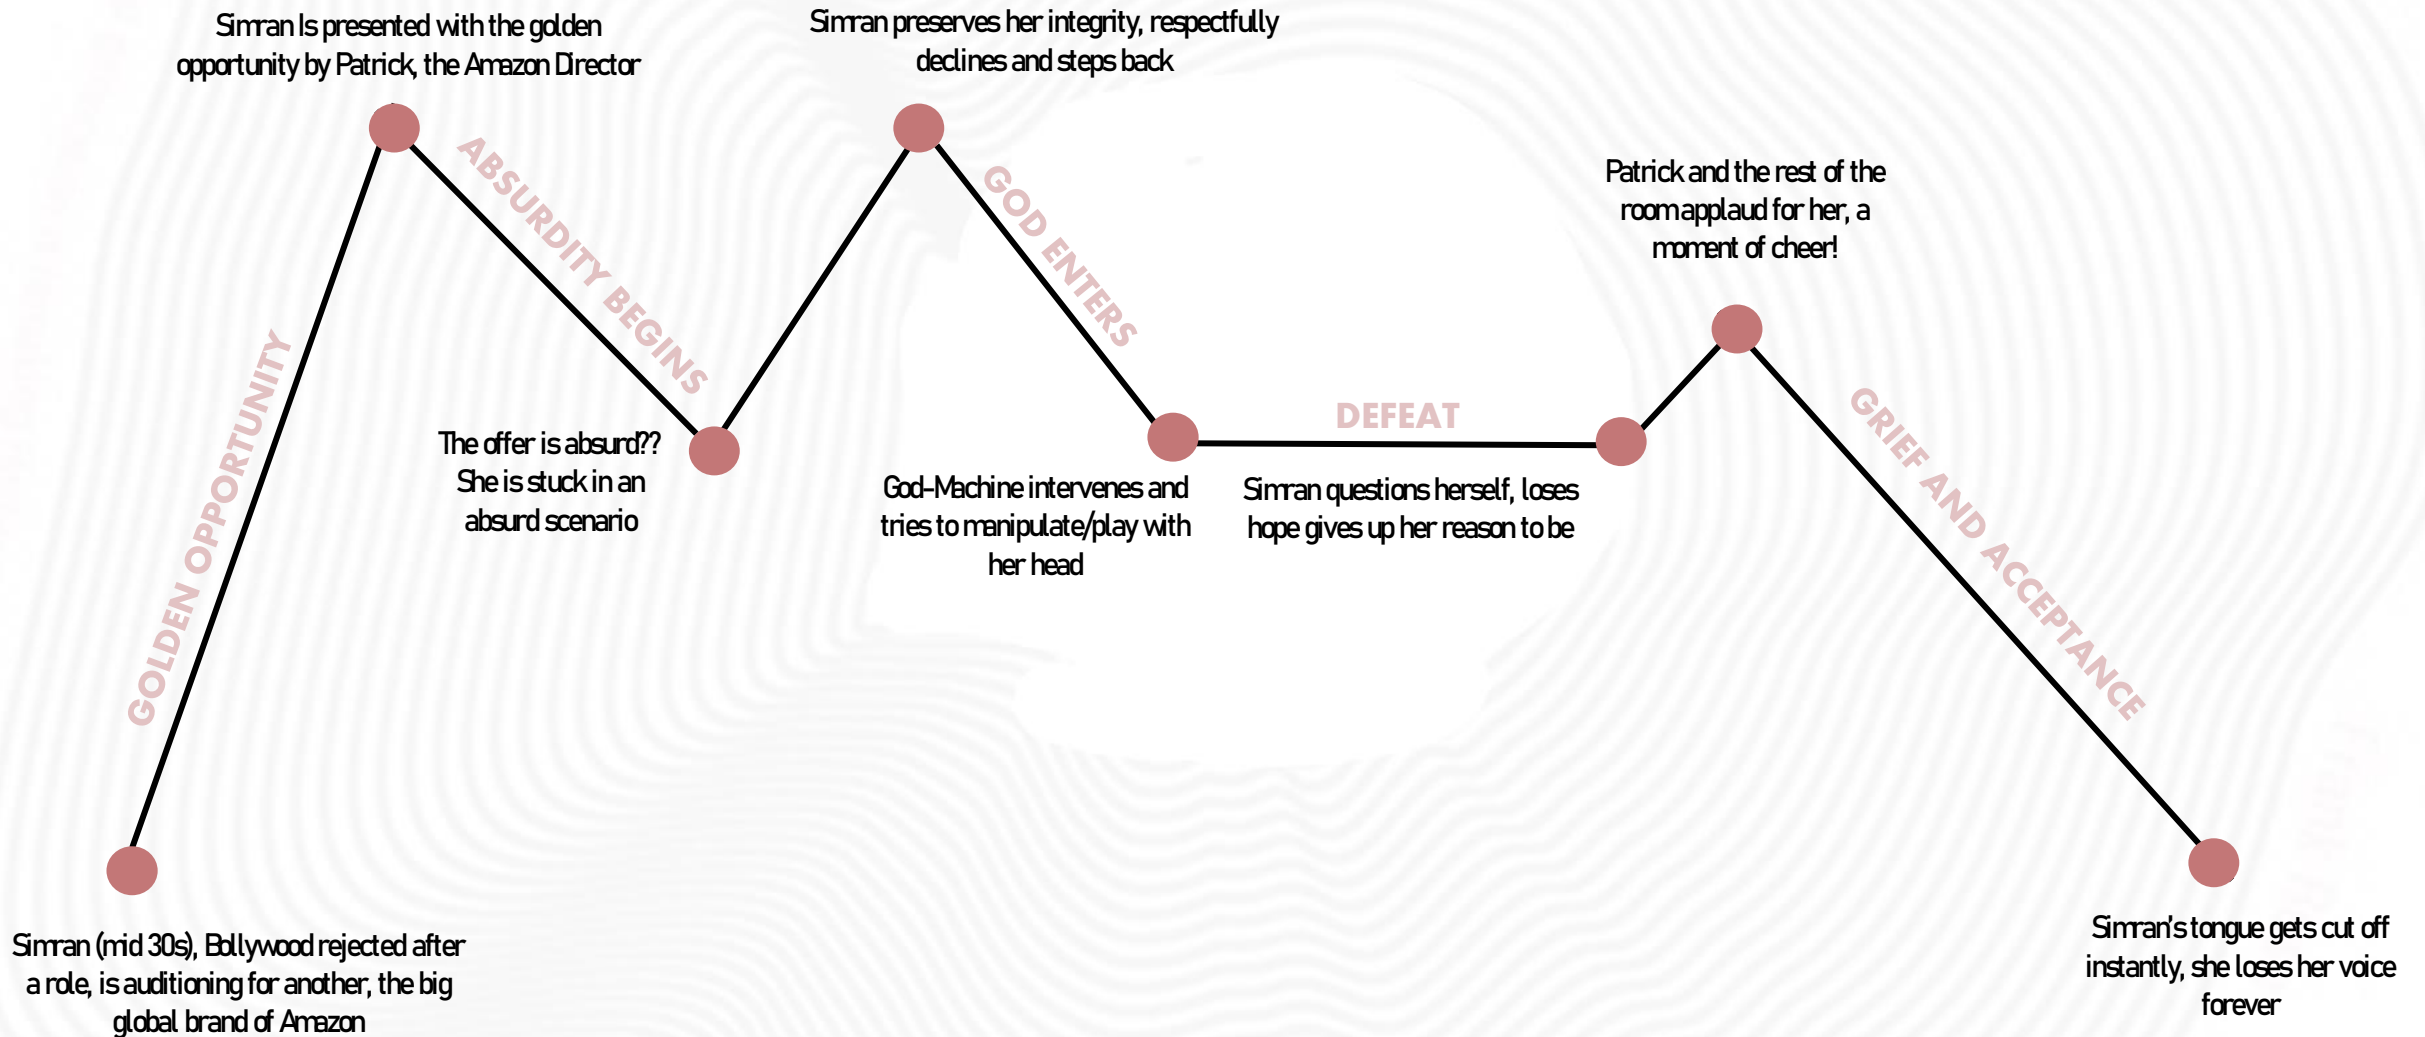 Simran Is presented with the golden
opportunity by Patrick, the Amazon Director
Simran preserves her integrity, respectfully
declines and steps back
Patrick and the rest of the
room applaud for her, a
moment of cheer!
GOLDEN OPPORTUNITY
ABSURDITY BEGINS
GOD ENTERS
DEFEAT
GRIEF AND ACCEPTANCE
The offer is absurd??
She is stuck in an
absurd scenario
God-Machine intervenes and
tries to manipulate/play with
her head
Simran questions herself, loses
hope gives up her reason to be
Simran (mid 30s), Bollywood rejected after
a role, is auditioning for another, the big
global brand of Amazon
Simran's tongue gets cut off
instantly, she loses her voice
forever